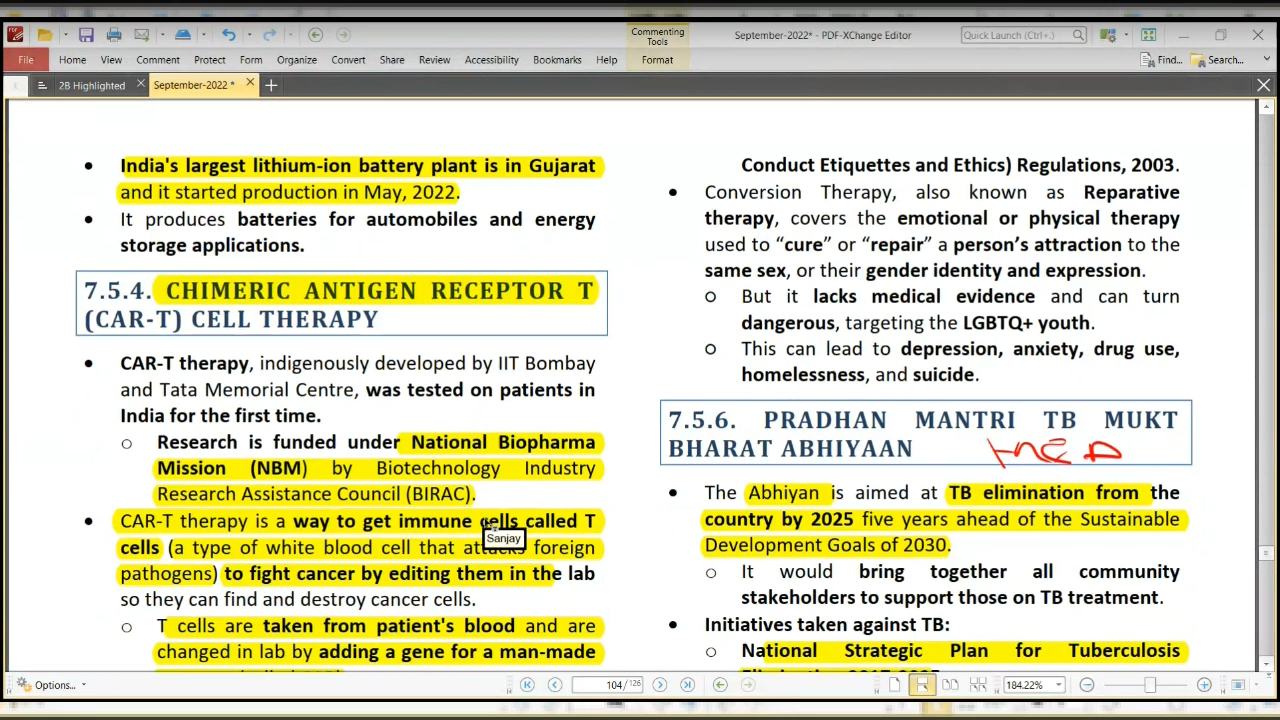 Commenting Tools
September-2022* - PDF-XChange Editor
Quick Launch (Ctrl+.)
File Home View Comment Protect Form Organize Convert Share Review Accessibility Bookmarks Help Format Find... Search...
2B Highlighted September-2022 *
• India's largest lithium-ion battery plant is in Gujarat
and it started production in May, 2022.
• It produces batteries for automobiles and energy
storage applications.
7.5.4. CHIMERIC ANTIGEN RECEPTOR T
(CAR-T) CELL THERAPY
• CAR-T therapy, indigenously developed by IIT Bombay
and Tata Memorial Centre, was tested on patients in
India for the first time.
o Research is funded under National Biopharma
Mission (NBM) by Biotechnology Industry
Research Assistance Council (BIRAC).
• CAR-T therapy is a way to get immune cells called T
cells (a type of white blood cell that attacks foreign
Sanjay
pathogens) to fight cancer by editing them in the lab
so they can find and destroy cancer cells.
o T cells are taken from patient's blood and are
changed in lab by adding a gene for a man-made
Conduct Etiquettes and Ethics) Regulations, 2003.
• Conversion Therapy, also known as Reparative
therapy, covers the emotional or physical therapy
used to “cure” or “repair” a person’s attraction to the
same sex, or their gender identity and expression.
o But it lacks medical evidence and can turn
dangerous, targeting the LGBTQ+ youth.
o This can lead to depression, anxiety, drug use,
homelessness, and suicide.
7.5.6. PRADHAN MANTRI TB MUKT
BHARAT ABHIYAAN
• The Abhiyan is aimed at TB elimination from the
country by 2025 five years ahead of the Sustainable
Development Goals of 2030.
o It would bring together all community
stakeholders to support those on TB treatment.
• Initiatives taken against TB:
o National Strategic Plan for Tuberculosis
Options... 104 / 126 184.22%